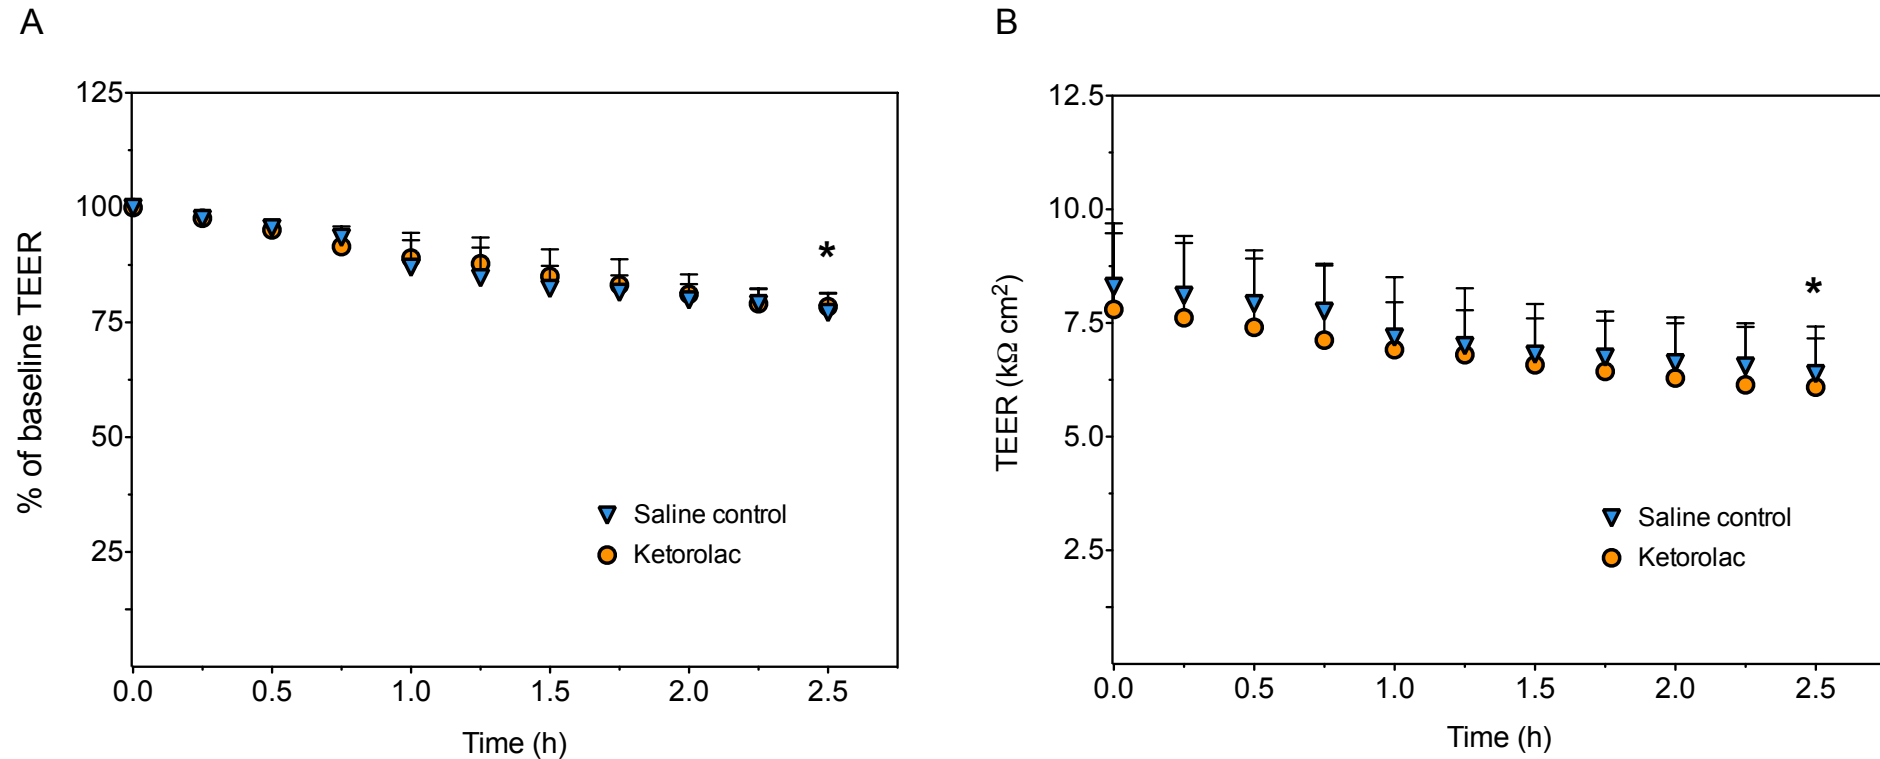 A
% of baseline TEER
125
100
75
50
25
0.0 0.5 1.0 1.5 2.0 2.5
Time (h)
*
Saline control
Ketorolac
B
TEER (kΩ cm²)
12.5
10.0
7.5
5.0
2.5
0.0 0.5 1.0 1.5 2.0 2.5
Time (h)
*
Saline control
Ketorolac